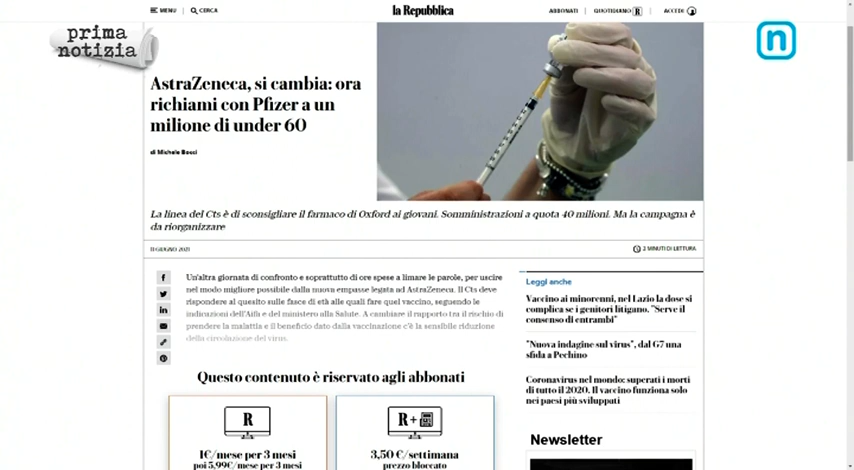 MENU
CERCA
la Repubblica
ABBONATI
QUOTIDIANO R
ACCEDI
prima
notizia
n
AstraZeneca, si cambia: ora
richiami con Pfizer a un
milione di under 60
di Michele Bocci
La linea del Cts è di sconsigliare il farmaco di Oxford ai giovani. Somministrazioni a quota 40 milioni. Ma la campagna è
da riorganizzare
11 GIUGNO 2021
2 MINUTI DI LETTURA
Un'altra giornata di confronto e soprattutto di ore spese a limare le parole, per uscire
nel modo migliore possibile dalla nuova empasse legata ad AstraZeneca. Il Cts deve
rispondere al quesito sulle fasce di età alle quali fare quel vaccino, seguendo le
indicazioni dell'Aifa e del ministero alla Salute. A cambiare il rapporto tra il rischio di
prendere la malattia e il beneficio dato dalla vaccinazione c'è la sensibile riduzione
della circolazione del virus.
Leggi anche
Vaccino ai minorenni, nel Lazio la dose si
complica se i genitori litigano. "Serve il
consenso di entrambi"
"Nuova indagine sul virus", dal G7 una
sfida a Pechino
Coronavirus nel mondo: superati i morti
di tutto il 2020. Il vaccino funziona solo
nei paesi più sviluppati
Questo contenuto è riservato agli abbonati
R
1€/mese per 3 mesi
poi 5,99€/mese per 3 mesi
R+
3,50 €/settimana
prezzo bloccato
Newsletter